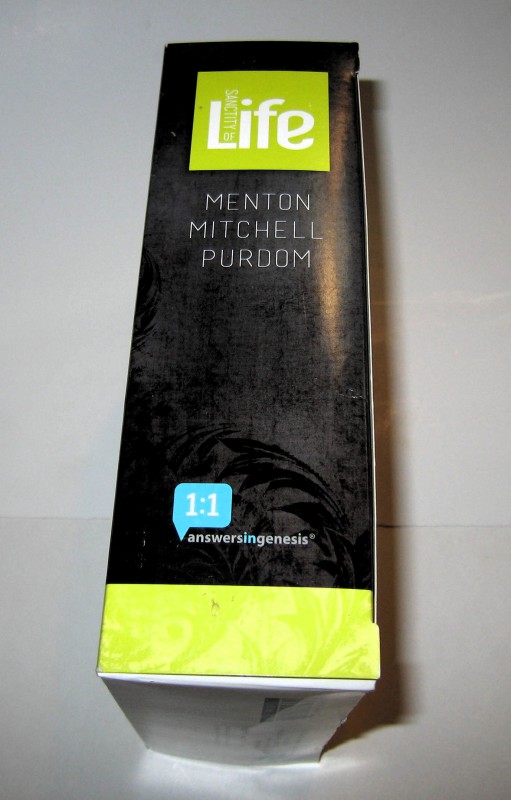 SANCTITY OF
Life
MENTON
MITCHELL
PURDOM
1:1
answersingenesis®